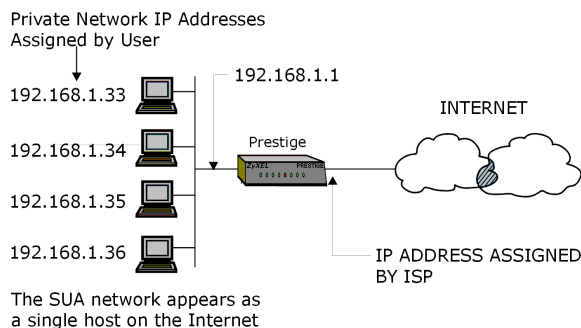 Private Network IP Addresses
Assigned by User
192.168.1.33
192.168.1.34
192.168.1.35
192.168.1.36
192.168.1.1
Prestige
ZyXEL PRESTIGE
INTERNET
IP ADDRESS ASSIGNED
BY ISP
The SUA network appears as
a single host on the Internet